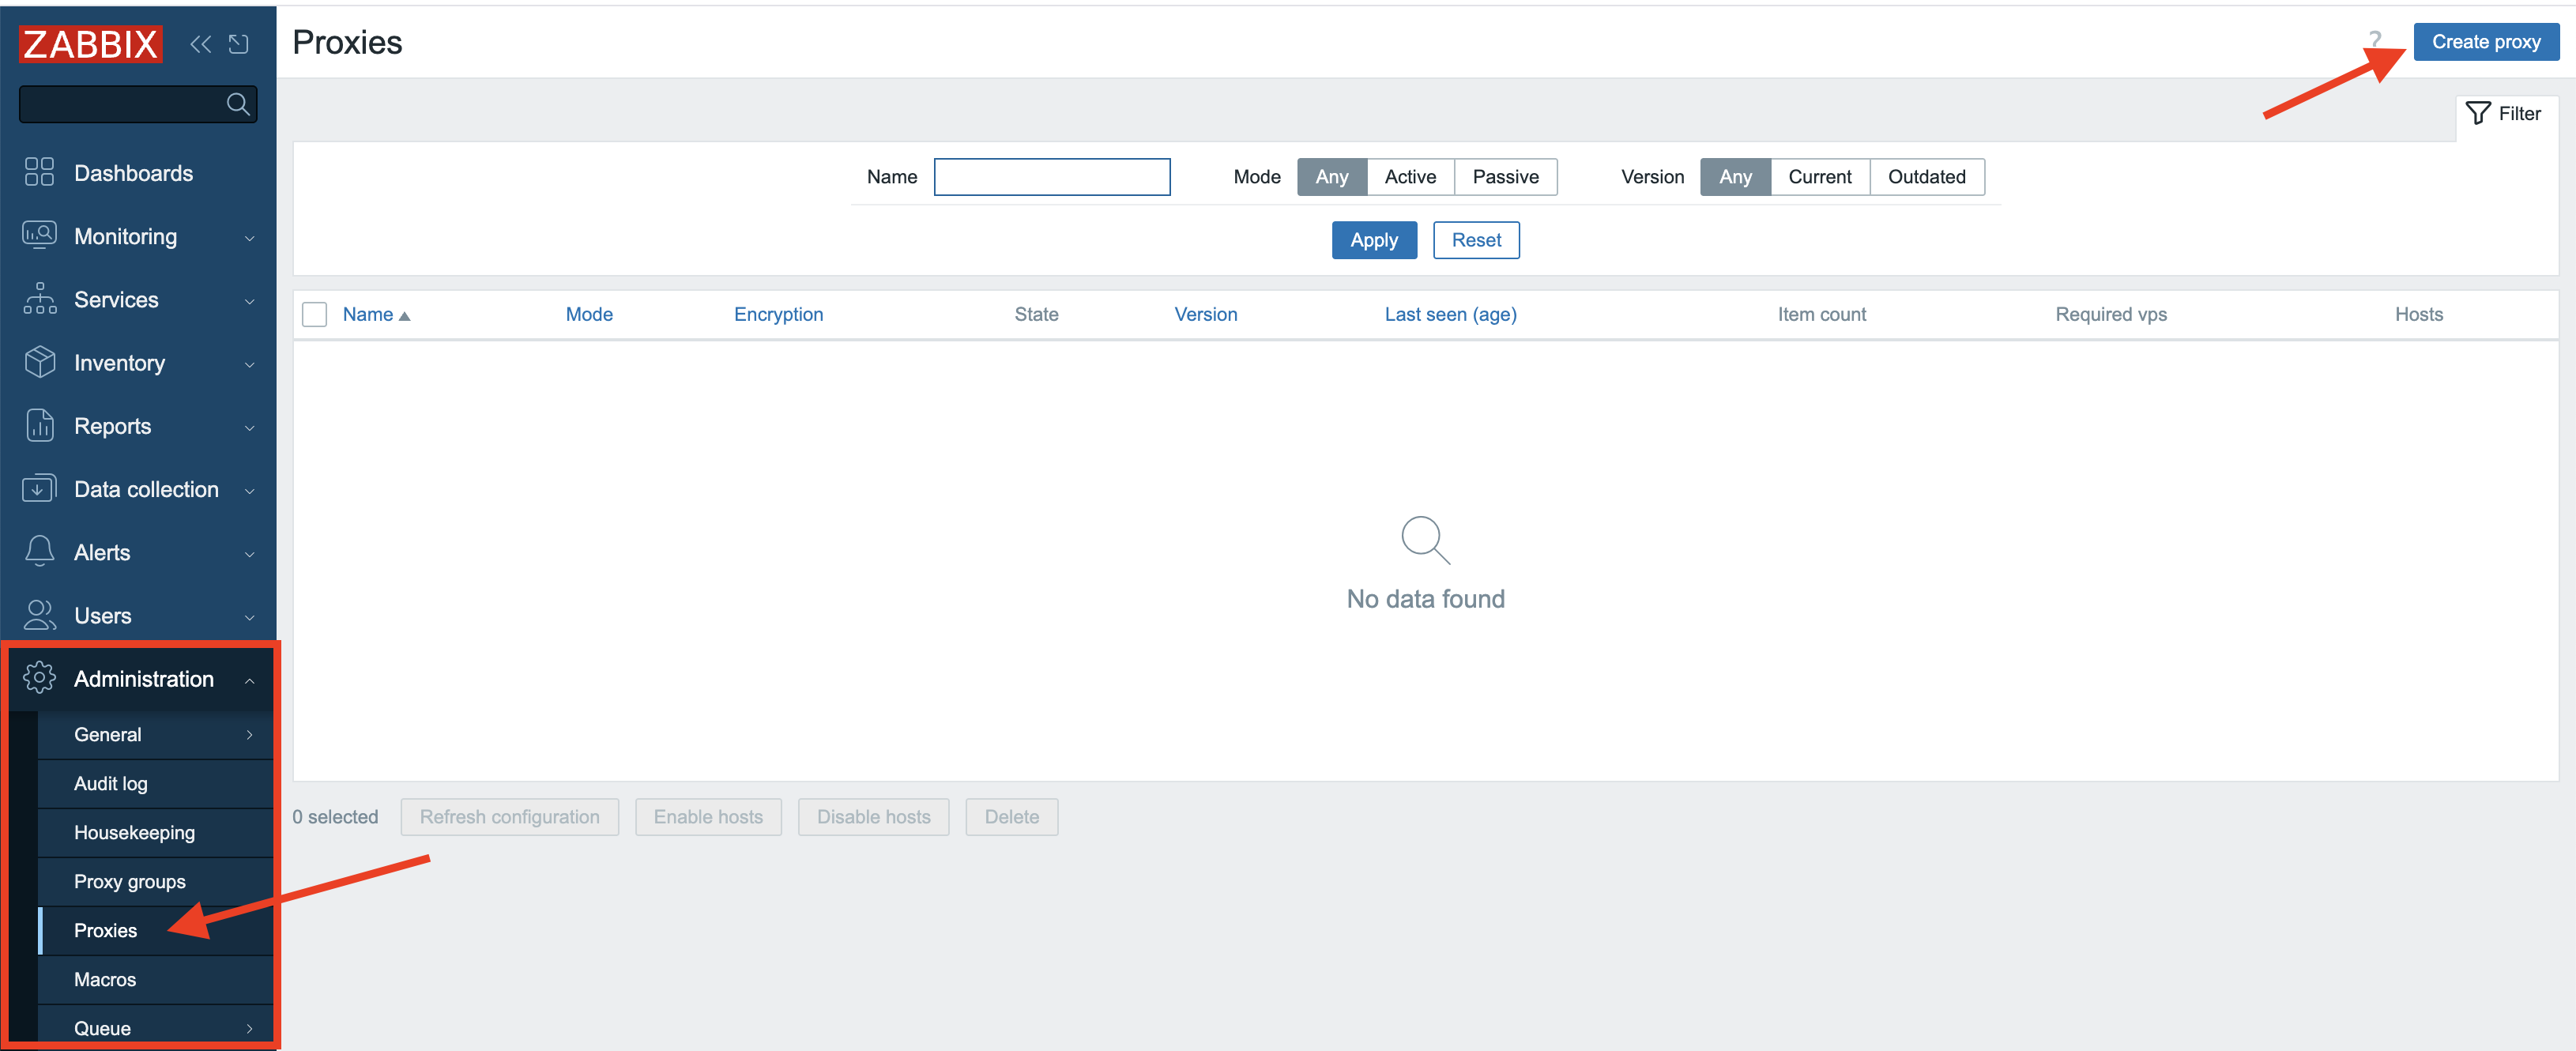 ZABBIX
Proxies
?
Create proxy
Filter
Name
Mode Any Active Passive
Version Any Current Outdated
Apply Reset
Name Mode Encryption State Version Last seen (age) Item count Required vps Hosts
No data found
0 selected Refresh configuration Enable hosts Disable hosts Delete
Dashboards
Monitoring
Services
Inventory
Reports
Data collection
Alerts
Users
Administration
General
Audit log
Housekeeping
Proxy groups
Proxies
Macros
Queue